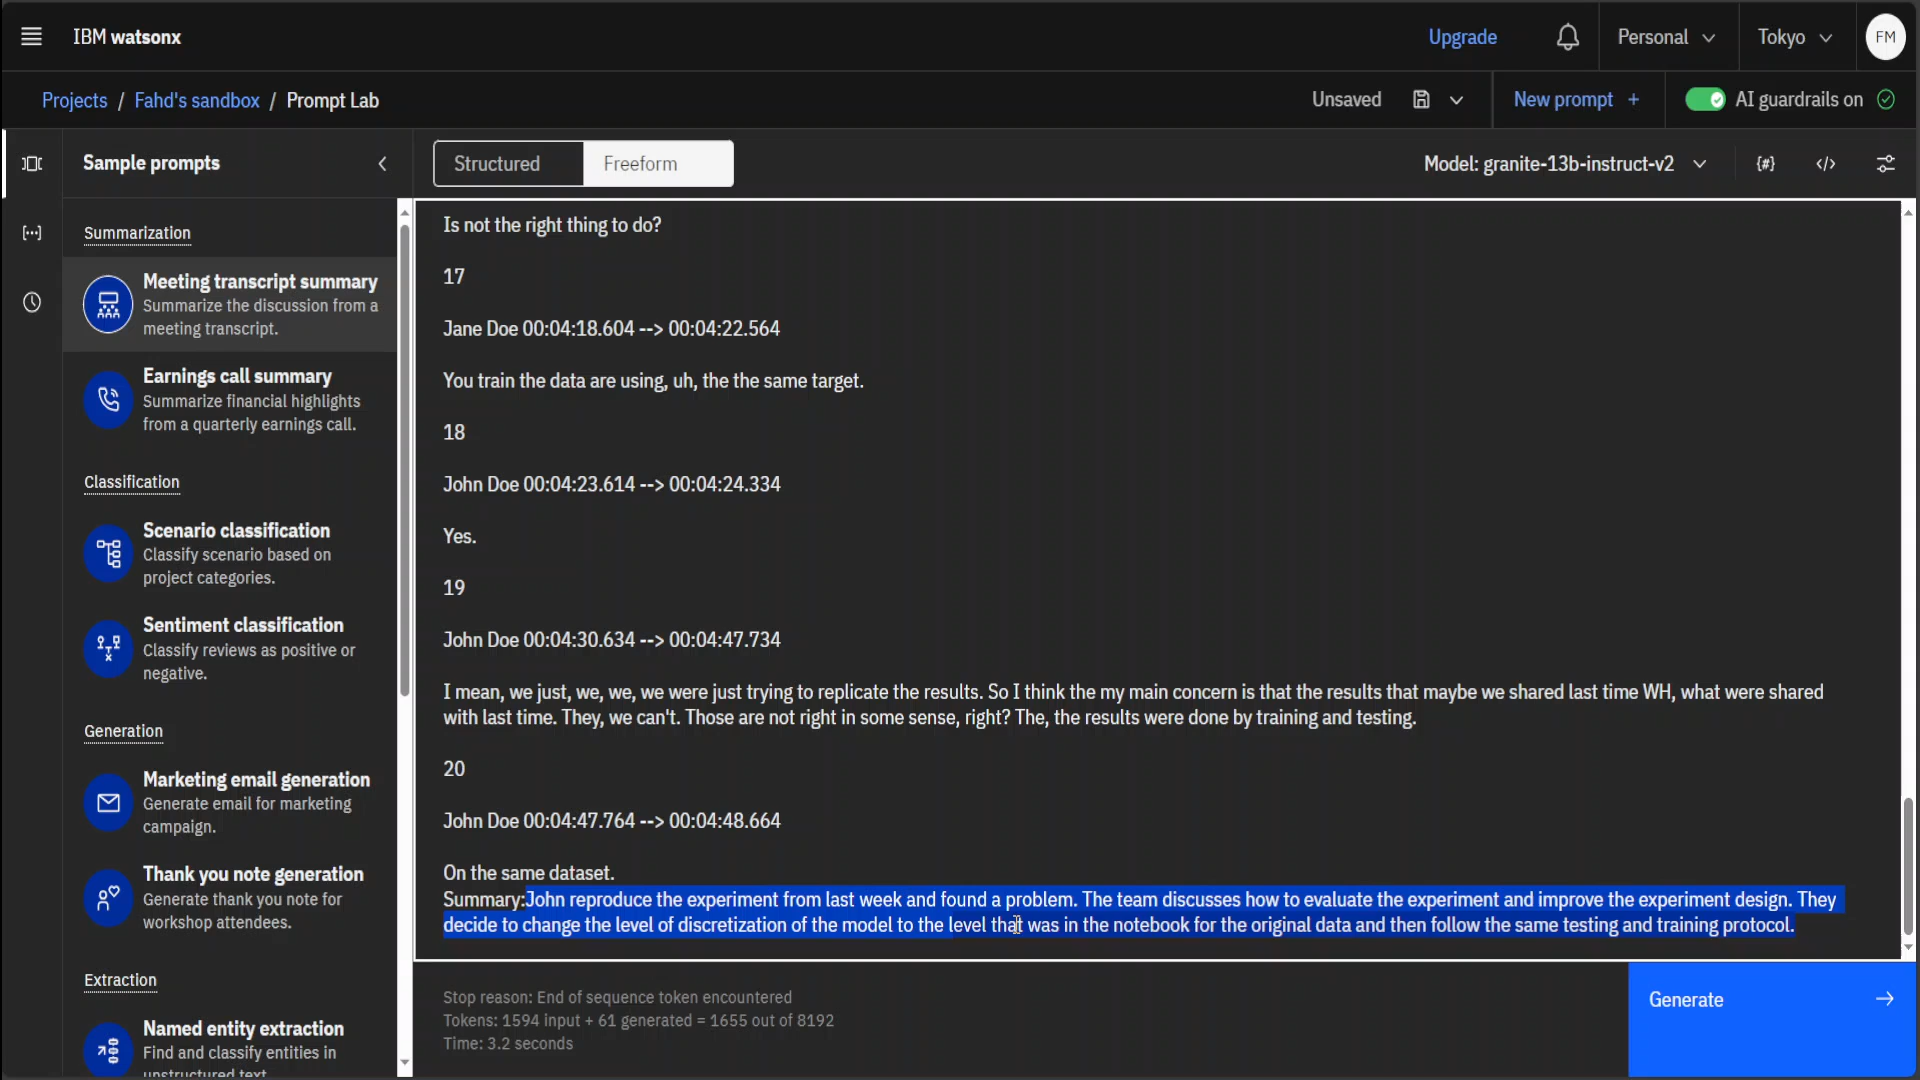 IBM watsonx
Upgrade
Personal
Tokyo
FM
Projects / Fahd's sandbox / Prompt Lab
Unsaved
New prompt +
AI guardrails on
Sample prompts
Structured
Freeform
Model: granite-13b-instruct-v2
{#}
</>
Summarization
Meeting transcript summary
Summarize the discussion from a
meeting transcript.
Earnings call summary
Summarize financial highlights
from a quarterly earnings call.
Classification
Scenario classification
Classify scenario based on
project categories.
Sentiment classification
Classify reviews as positive or
negative.
Generation
Marketing email generation
Generate email for marketing
campaign.
Thank you note generation
Generate thank you note for
workshop attendees.
Extraction
Named entity extraction
Find and classify entities in
unstructured text.
Is not the right thing to do?
17
Jane Doe 00:04:18.604 --> 00:04:22.564
You train the data are using, uh, the the same target.
18
John Doe 00:04:23.614 --> 00:04:24.334
Yes.
19
John Doe 00:04:30.634 --> 00:04:47.734
I mean, we just, we, we, we were just trying to replicate the results. So I think the my main concern is that the results that maybe we shared last time WH, what were shared
with last time. They, we can't. Those are not right in some sense, right? The, the results were done by training and testing.
20
John Doe 00:04:47.764 --> 00:04:48.664
On the same dataset.
Summary:John reproduce the experiment from last week and found a problem. The team discusses how to evaluate the experiment and improve the experiment design. They
decide to change the level of discretization of the model to the level that was in the notebook for the original data and then follow the same testing and training protocol.
Stop reason: End of sequence token encountered
Tokens: 1594 input + 61 generated = 1655 out of 8192
Time: 3.2 seconds
Generate